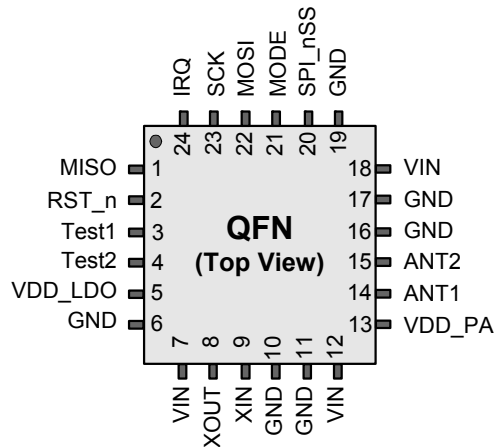 IRQ
SCK
MOSI
MODE
SPI_nSS
GND
24
23
22
21
20
19
MISO 1
RST_n 2
Test1 3
Test2 4
VDD_LDO 5
GND 6
QFN
(Top View)
18 VIN
17 GND
16 GND
15 ANT2
14 ANT1
13 VDD_PA
7
8
9
10
11
12
VIN
XOUT
XIN
GND
GND
VIN